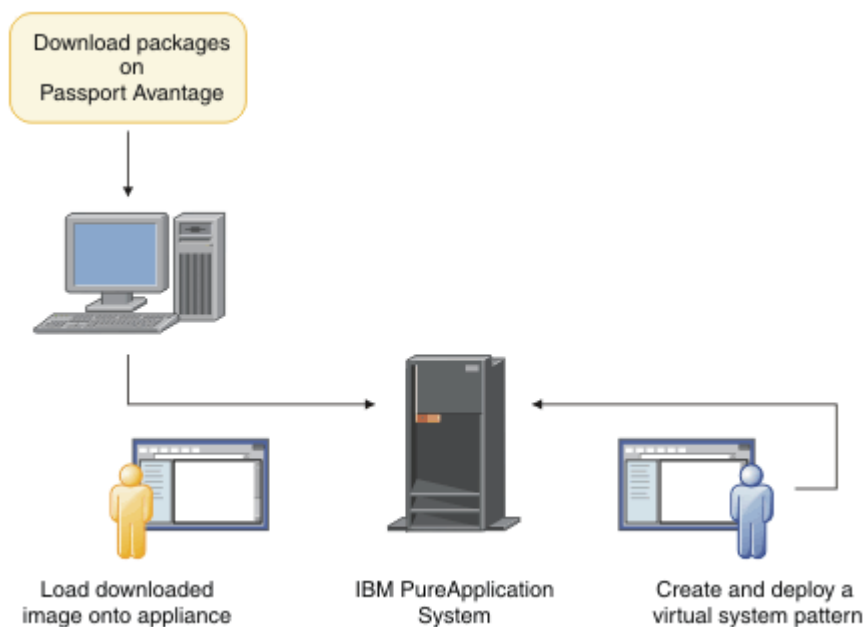 Download packages
on
Passport Avantage
Load downloaded
image onto appliance
IBM PureApplication
System
Create and deploy a
virtual system pattern